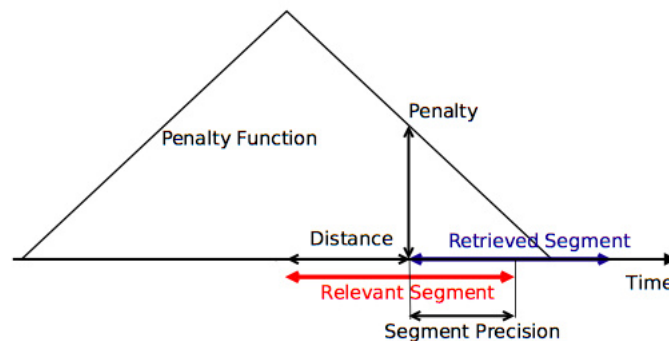 Penalty
Penalty Function
Distance
Retrieved Segment
Time
Relevant Segment
Segment Precision